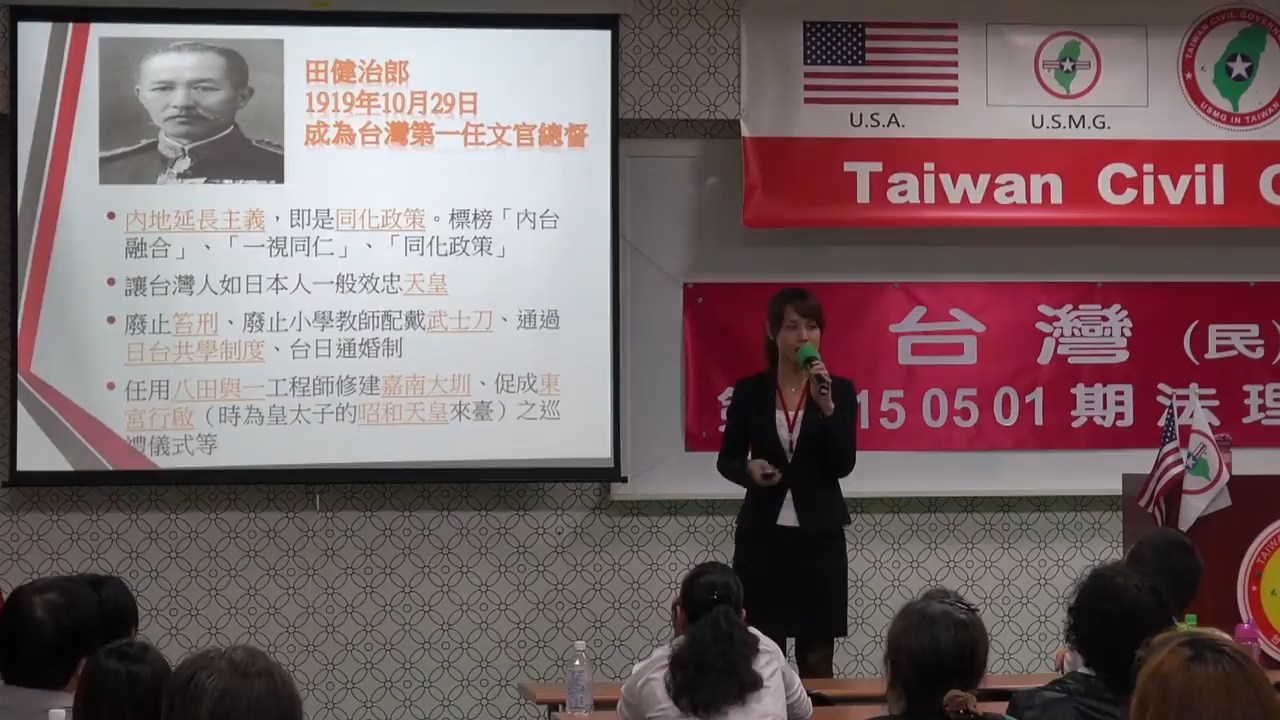 田健治郎
1919年10月29日
成為台灣第一任文官總督
• 內地延長主義，即是同化政策。標榜「內台
融合」、「一視同仁」、「同化政策」
• 讓台灣人如日本人一般效忠天皇
• 廢止笞刑、廢止小學教師配戴武士刀、通過
日台共學制度、台日通婚制
• 任用八田與一工程師修建嘉南大圳、促成東
宮行啟（時為皇太子的昭和天皇來臺）之巡
禮儀式等
U.S.A.
U.S.M.G.
TAIWAN CIVIL GOVER
USMG IN TAIWAN
Taiwan Civil
台灣（民
15 05 01 期法理